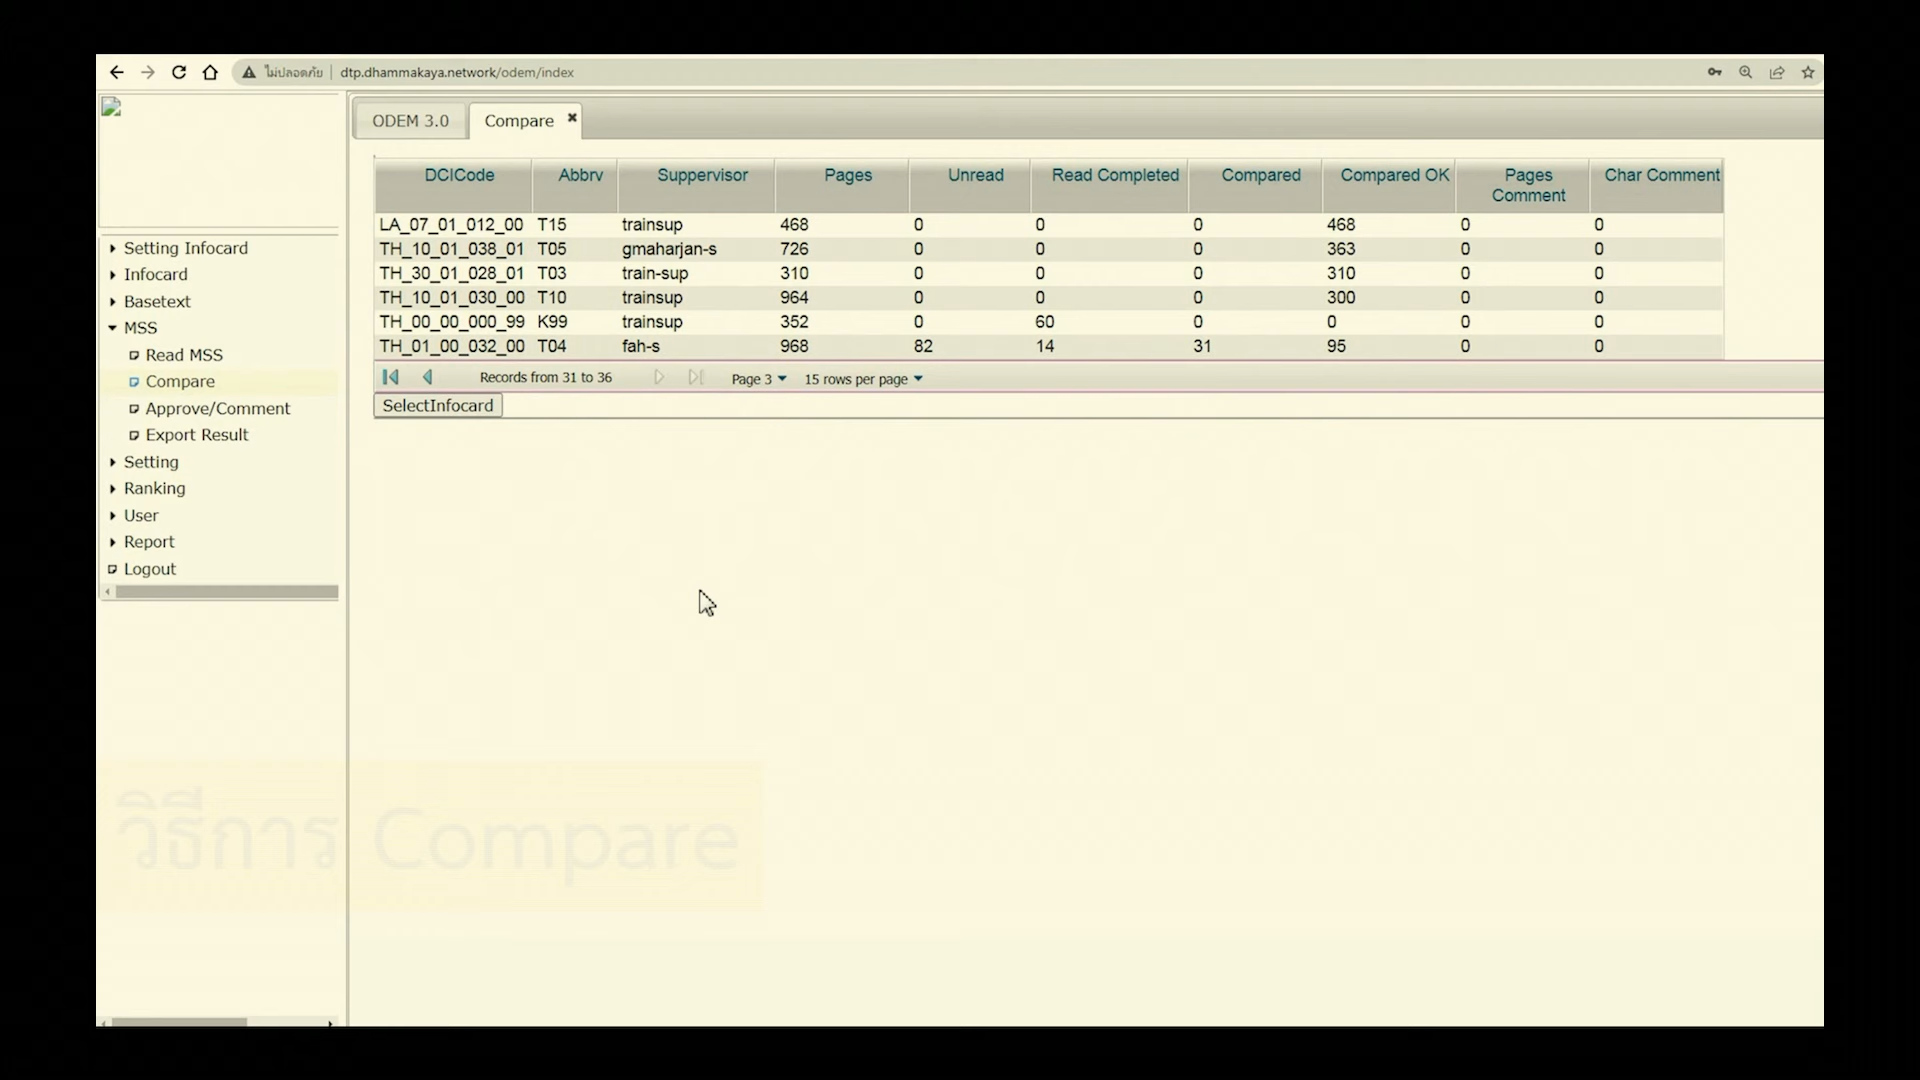 ไม่ปลอดภัย | dtp.dhammakaya.network/odem/index
ODEM 3.0
Compare
Setting Infocard
Infocard
Basetext
MSS
Read MSS
Compare
Approve/Comment
Export Result
Setting
Ranking
User
Report
Logout
DCICode Abbrv Suppervisor Pages Unread Read Completed Compared Compared OK Pages Comment Char Comment
LA_07_01_012_00 T15 trainsup 468 0 0 0 468 0 0
TH_10_01_038_01 T05 gmaharjan-s 726 0 0 0 363 0 0
TH_30_01_028_01 T03 train-sup 310 0 0 0 310 0 0
TH_10_01_030_00 T10 trainsup 964 0 0 0 300 0 0
TH_00_00_000_99 K99 trainsup 352 0 60 0 0 0 0
TH_01_00_032_00 T04 fah-s 968 82 14 31 95 0 0
Records from 31 to 36 Page 3 15 rows per page
SelectInfocard
วิธีการ Compare